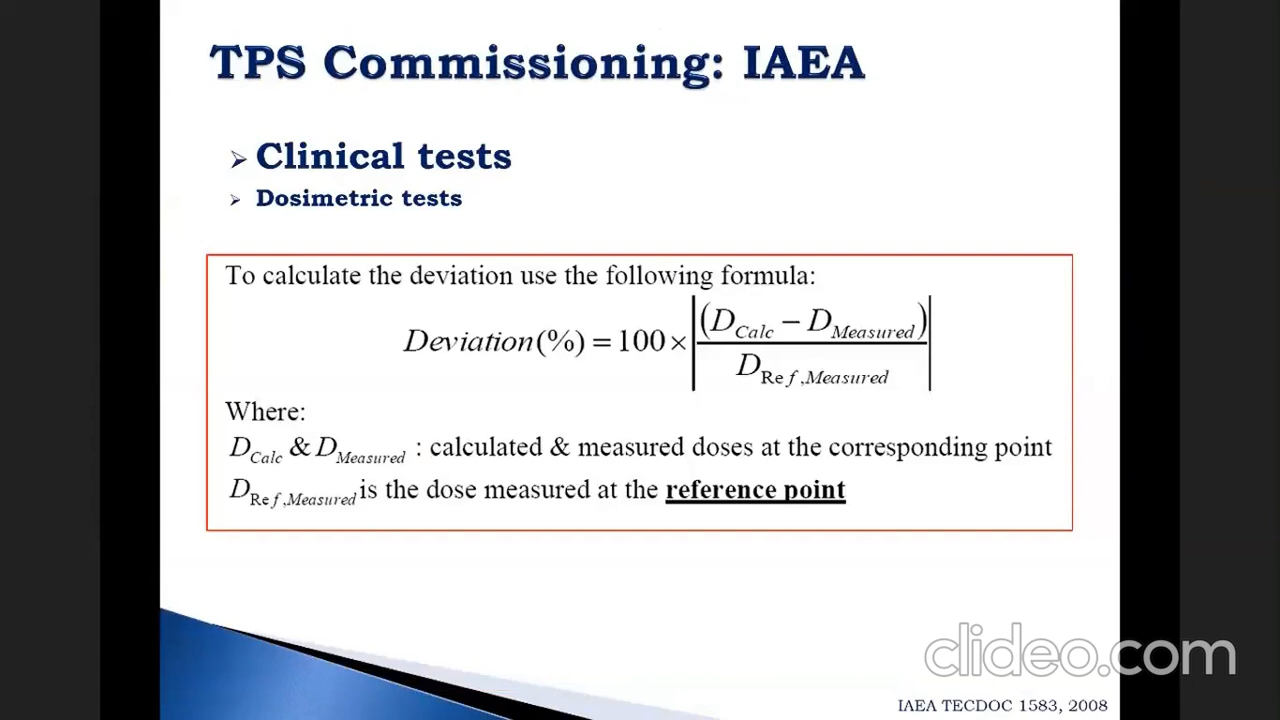 TPS Commissioning: IAEA
➢ Clinical tests
➢ Dosimetric tests
To calculate the deviation use the following formula:
Deviation(%) = 100 × |(D_Calc − D_Measured) / D_Ref,Measured|
Where:
D_Calc & D_Measured : calculated & measured doses at the corresponding point
D_Ref,Measured is the dose measured at the reference point
clideo.com
IAEA TECDOC 1583, 2008